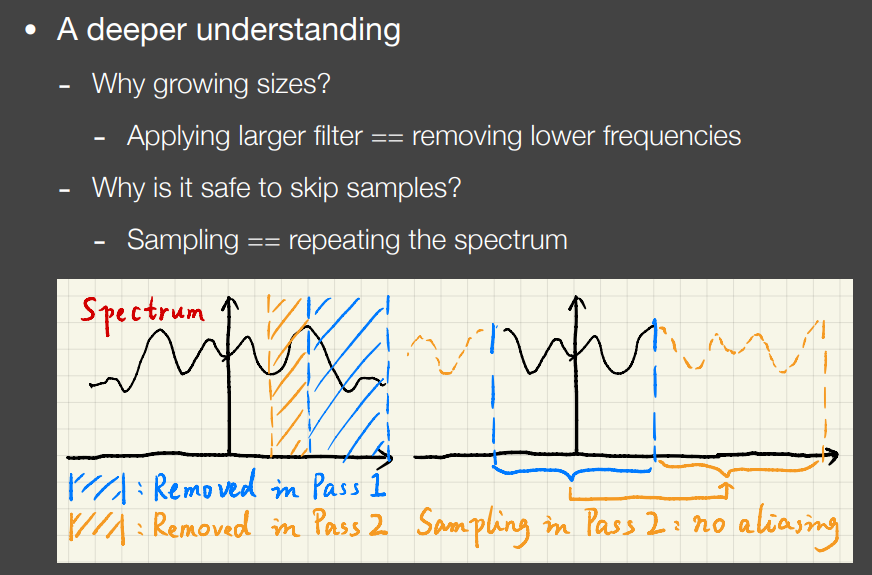 • A deeper understanding
- Why growing sizes?
- Applying larger filter == removing lower frequencies
- Why is it safe to skip samples?
- Sampling == repeating the spectrum
Spectrum
: Removed in Pass 1
: Removed in Pass 2
Sampling in Pass 2: no aliasing